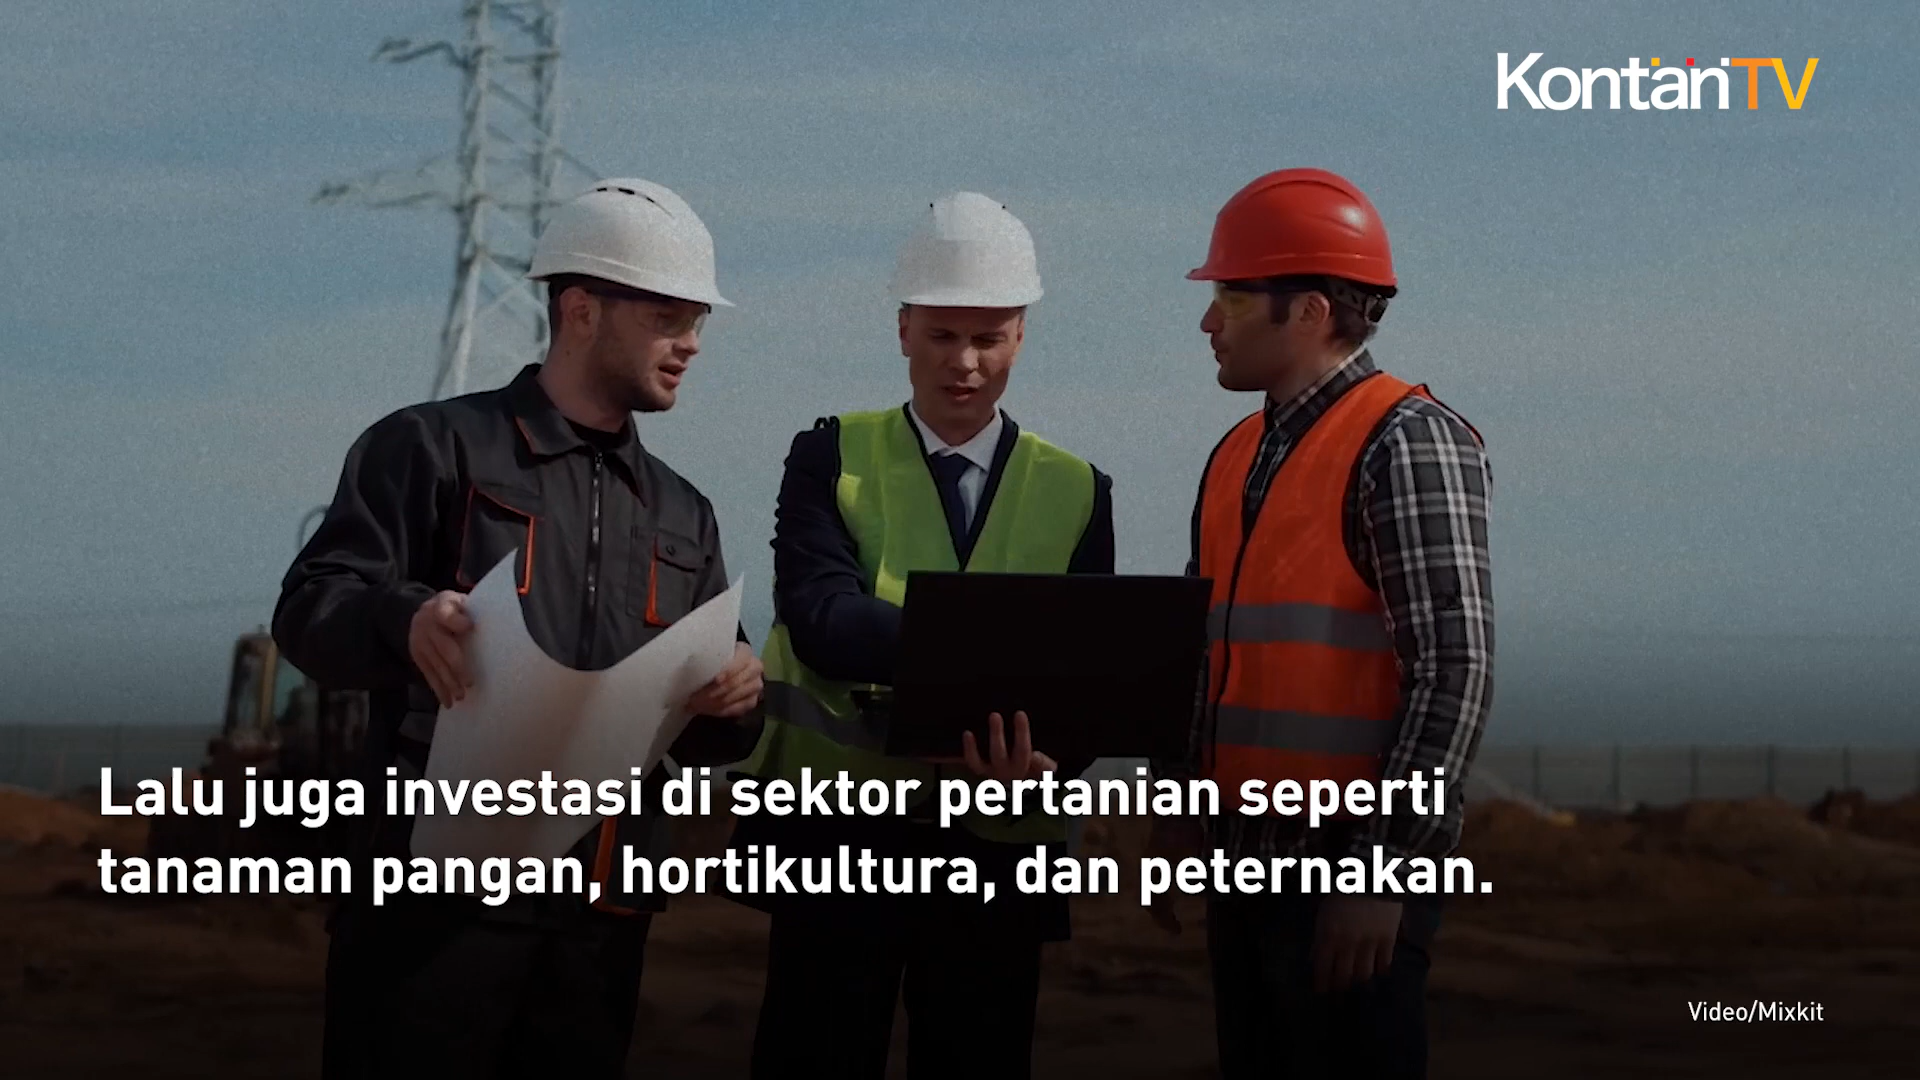 KontanTV
Lalu juga investasi di sektor pertanian seperti
tanaman pangan, hortikultura, dan peternakan.
Video/Mixkit